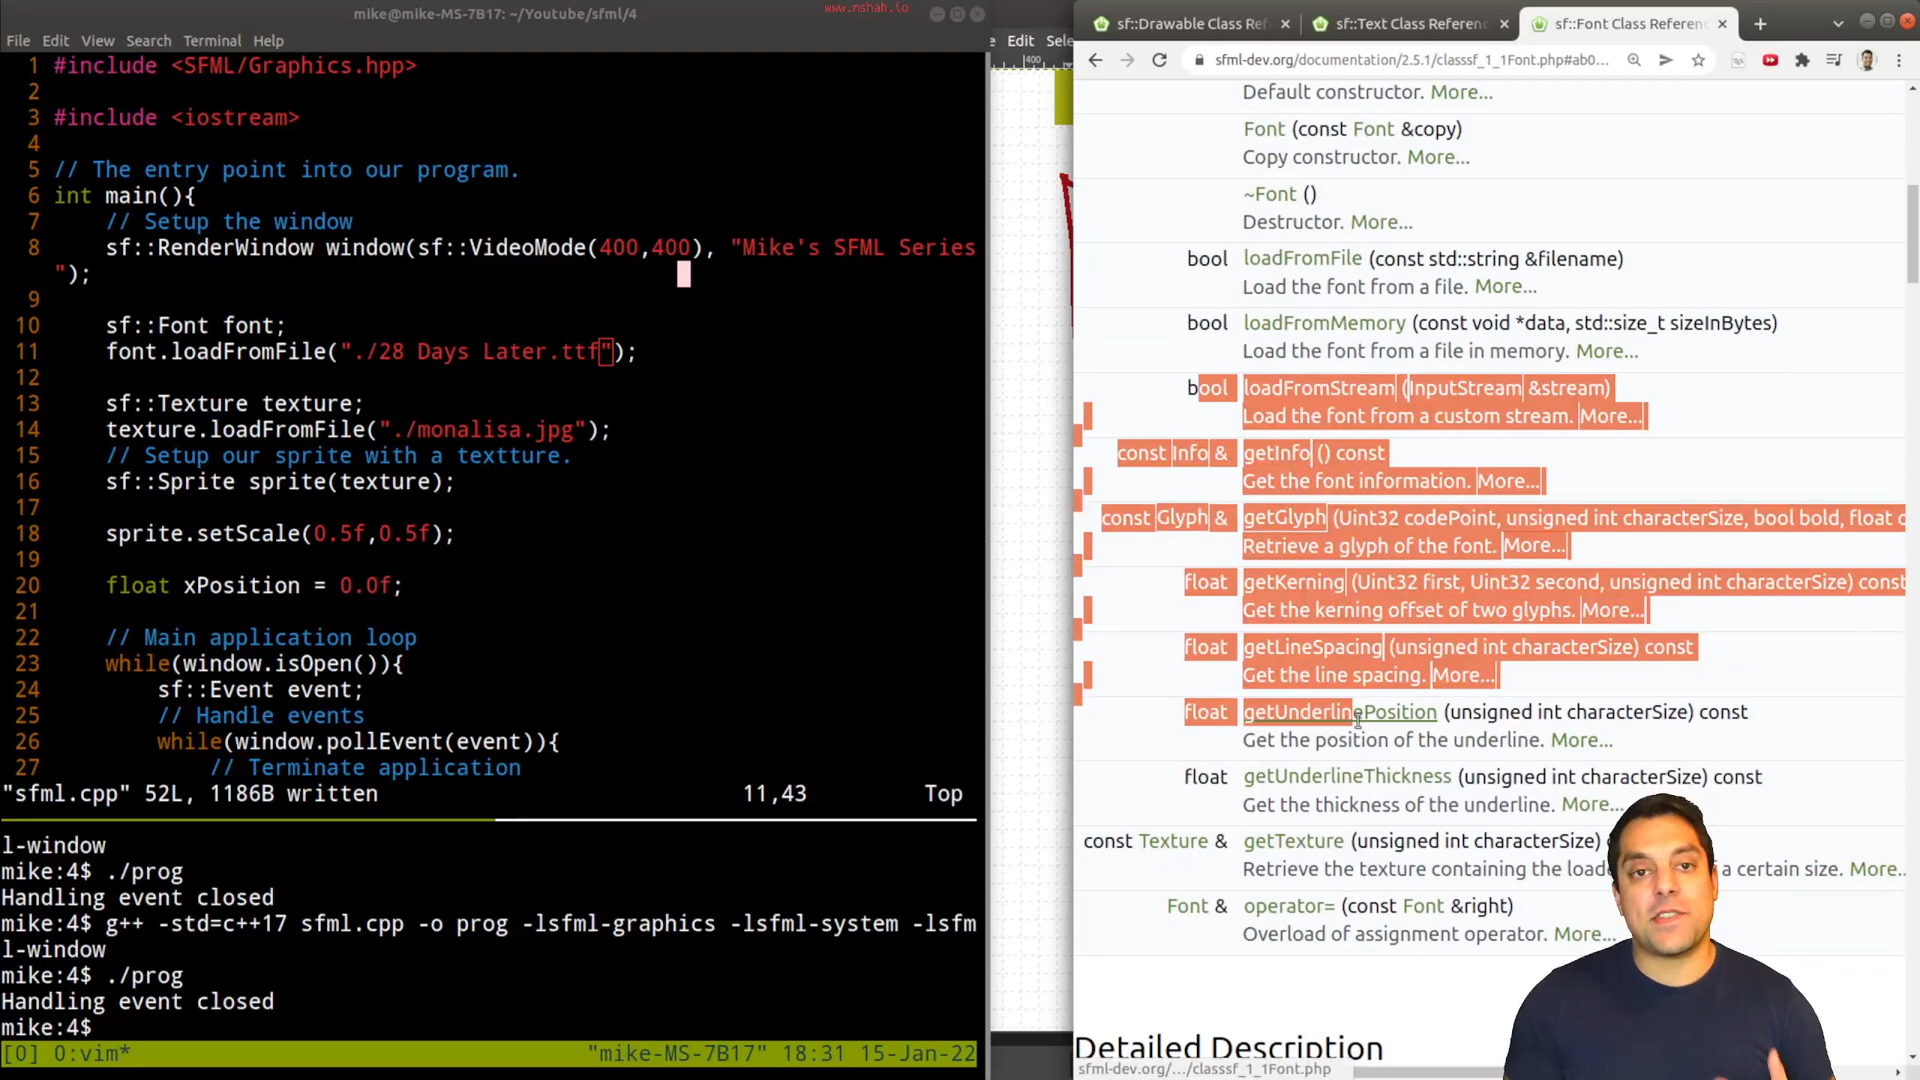 mike@mike-MS-7B17: ~/Youtube/sfml/4
www.mshah.io
File Edit View Search Terminal Help
1 #include <SFML/Graphics.hpp>
2
3 #include <iostream>
4
5 // The entry point into our program.
6 int main(){
7 // Setup the window
8 sf::RenderWindow window(sf::VideoMode(400,400), "Mike's SFML Series
");
9
10 sf::Font font;
11 font.loadFromFile("./28 Days Later.ttf");
12
13 sf::Texture texture;
14 texture.loadFromFile("./monalisa.jpg");
15 // Setup our sprite with a textture.
16 sf::Sprite sprite(texture);
17
18 sprite.setScale(0.5f,0.5f);
19
20 float xPosition = 0.0f;
21
22 // Main application loop
23 while(window.isOpen()){
24 sf::Event event;
25 // Handle events
26 while(window.pollEvent(event)){
27 // Terminate application
"sfml.cpp" 52L, 1186B written 11,43 Top
l-window
mike:4$ ./prog
Handling event closed
mike:4$ g++ -std=c++17 sfml.cpp -o prog -lsfml-graphics -lsfml-system -lsfm
l-window
mike:4$ ./prog
Handling event closed
mike:4$
[0] 0:vim* "mike-MS-7B17" 18:31 15-Jan-22
e Edit Sele
400
sf::Drawable Class Ref
sf::Text Class Referenc
sf::Font Class Referen
sfml-dev.org/documentation/2.5.1/classsf_1_1Font.php#ab0...
Default constructor. More...
Font (const Font &copy)
Copy constructor. More...
~Font ()
Destructor. More...
bool loadFromFile (const std::string &filename)
Load the font from a file. More...
bool loadFromMemory (const void *data, std::size_t sizeInBytes)
Load the font from a file in memory. More...
bool loadFromStream (InputStream &stream)
Load the font from a custom stream. More...
const Info & getInfo () const
Get the font information. More...
const Glyph & getGlyph (Uint32 codePoint, unsigned int characterSize, bool bold, float o
Retrieve a glyph of the font. More...
float getKerning (Uint32 first, Uint32 second, unsigned int characterSize) const
Get the kerning offset of two glyphs. More...
float getLineSpacing (unsigned int characterSize) const
Get the line spacing. More...
float getUnderlinePosition (unsigned int characterSize) const
Get the position of the underline. More...
float getUnderlineThickness (unsigned int characterSize) const
Get the thickness of the underline. More...
const Texture & getTexture (unsigned int characterSize)
Retrieve the texture containing the loade a certain size. More...
Font & operator= (const Font &right)
Overload of assignment operator. More...
Detailed Description
sfml-dev.org/.../classsf_1_1Font.php